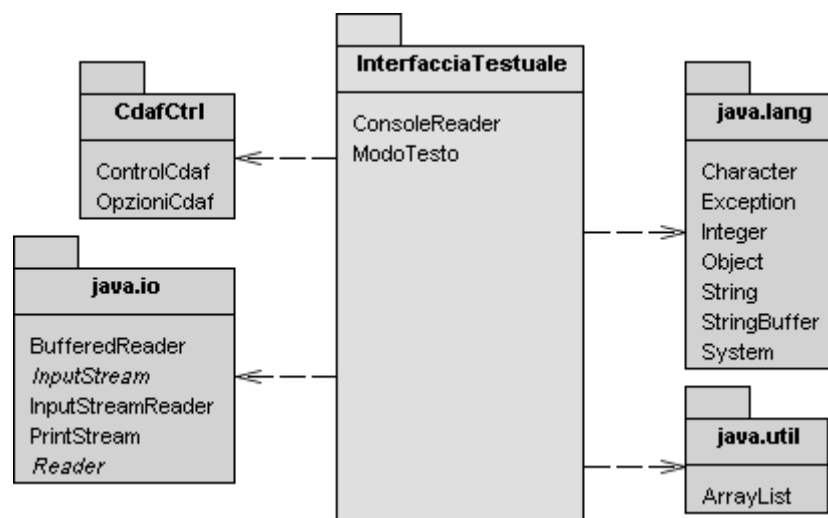 InterfacciaTestuale
ConsoleReader
ModoTesto
CdafCtrl
ControlCdaf
OpzioniCdaf
java.io
BufferedReader
InputStream
InputStreamReader
PrintStream
Reader
java.lang
Character
Exception
Integer
Object
String
StringBuffer
System
java.util
ArrayList